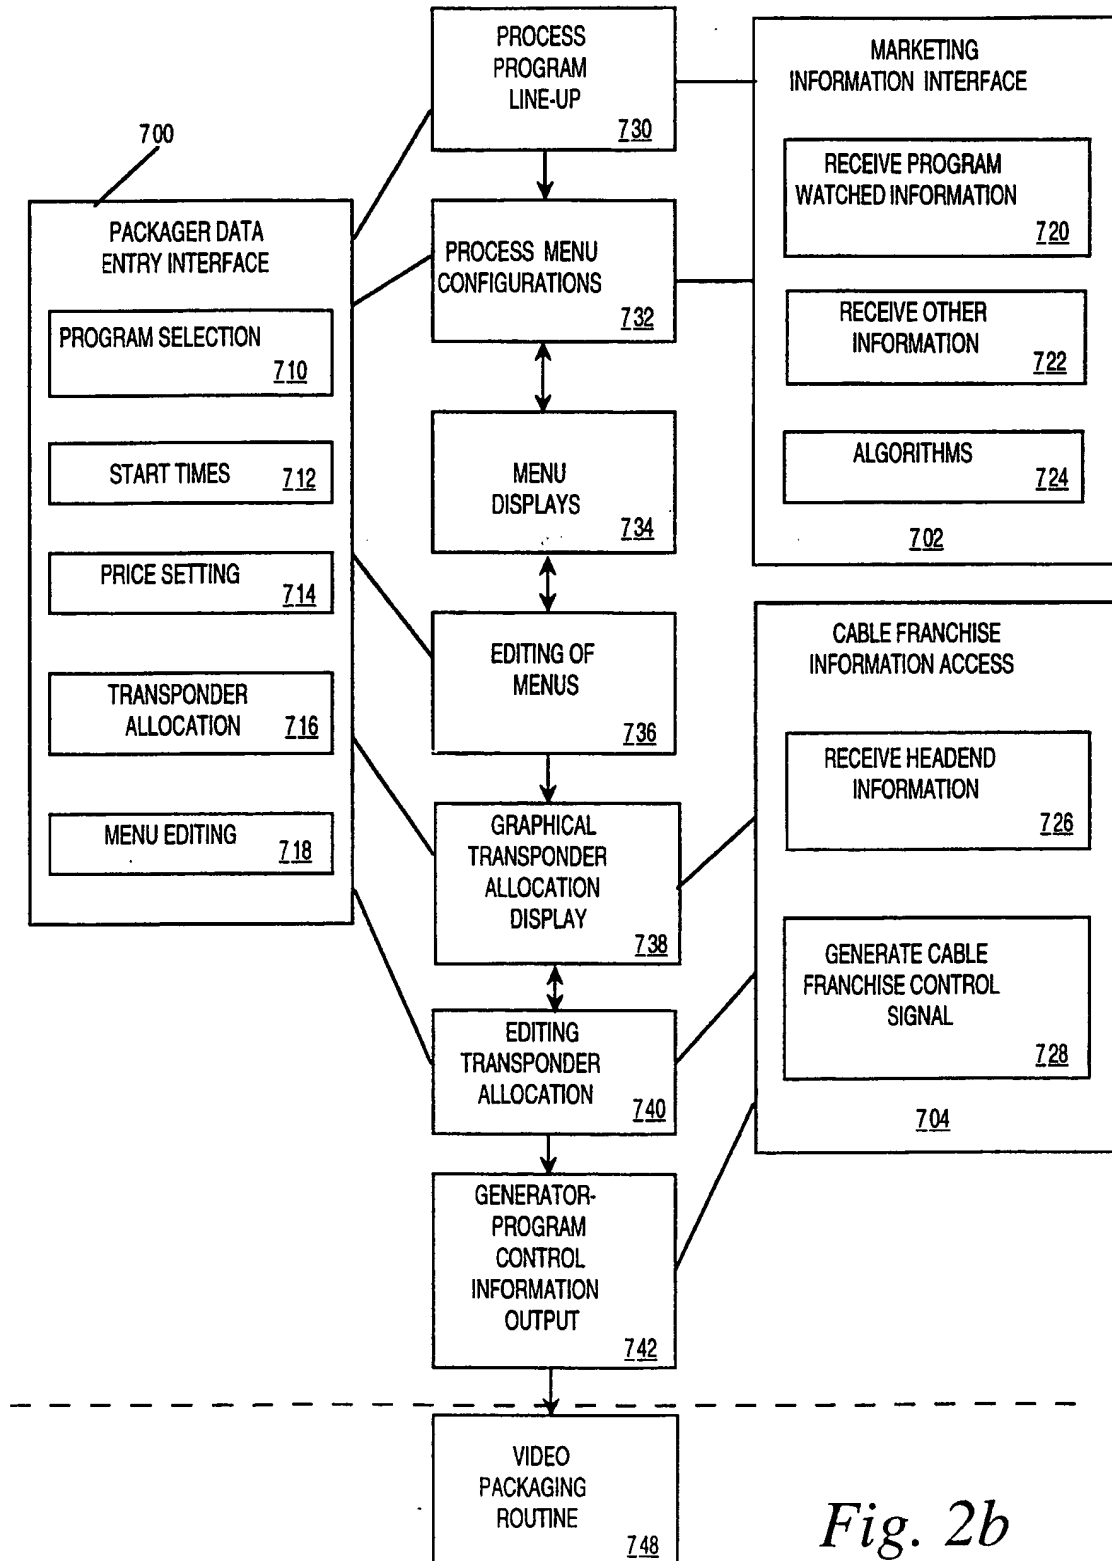 PROCESS
PROGRAM
LINE-UP
730
MARKETING
INFORMATION INTERFACE
RECEIVE PROGRAM
WATCHED INFORMATION
720
RECEIVE OTHER
INFORMATION
722
ALGORITHMS
724
702
700
PACKAGER DATA
ENTRY INTERFACE
PROGRAM SELECTION
710
START TIMES
712
PRICE SETTING
714
TRANSPONDER
ALLOCATION
716
MENU EDITING
718
PROCESS MENU
CONFIGURATIONS
732
MENU
DISPLAYS
734
EDITING OF
MENUS
736
GRAPHICAL
TRANSPONDER
ALLOCATION
DISPLAY
738
EDITING
TRANSPONDER
ALLOCATION
740
GENERATOR-
PROGRAM
CONTROL
INFORMATION
OUTPUT
742
CABLE FRANCHISE
INFORMATION ACCESS
RECEIVE HEADEND
INFORMATION
726
GENERATE CABLE
FRANCHISE CONTROL
SIGNAL
728
704
VIDEO
PACKAGING
ROUTINE
748
Fig. 2b